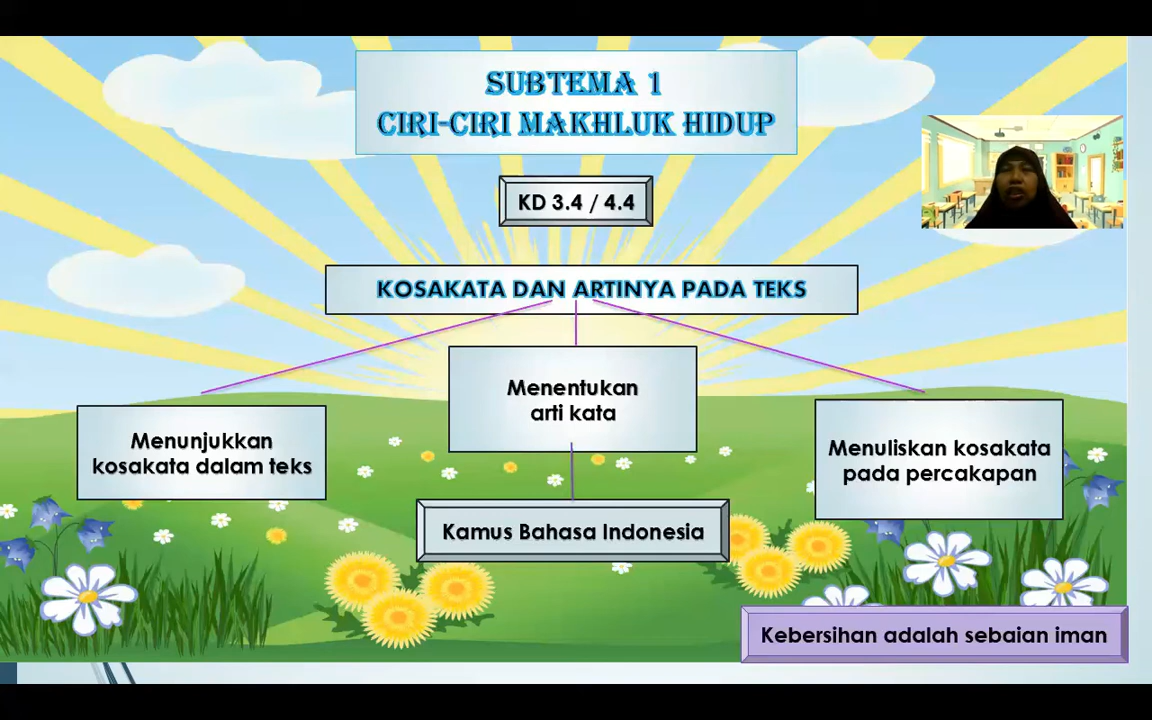 SUBTEMA 1
CIRI-CIRI MAKHLUK HIDUP
KD 3.4 / 4.4
KOSAKATA DAN ARTINYA PADA TEKS
Menunjukkan
kosakata dalam teks
Menentukan
arti kata
Menuliskan kosakata
pada percakapan
Kamus Bahasa Indonesia
Kebersihan adalah sebaian iman